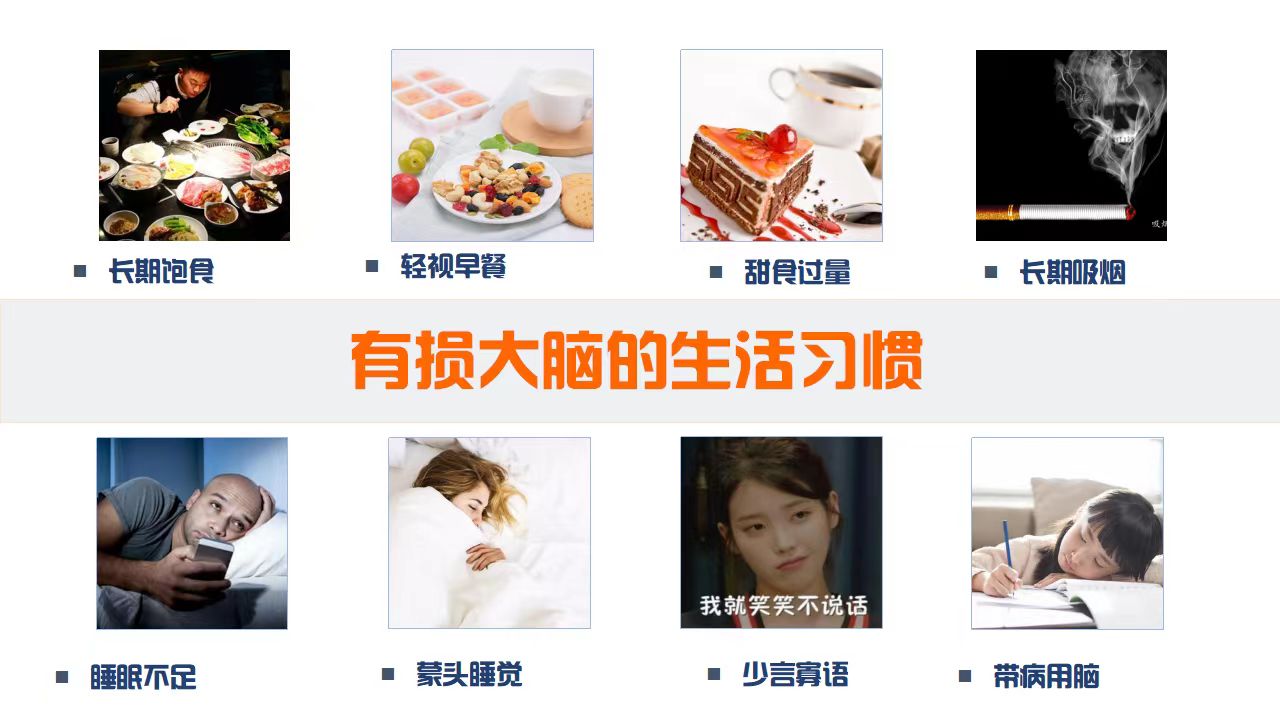 长期饱食
轻视早餐
甜食过量
长期吸烟
有损大脑的生活习惯
我就笑笑不说话
睡眠不足
蒙头睡觉
少言寡语
带病用脑